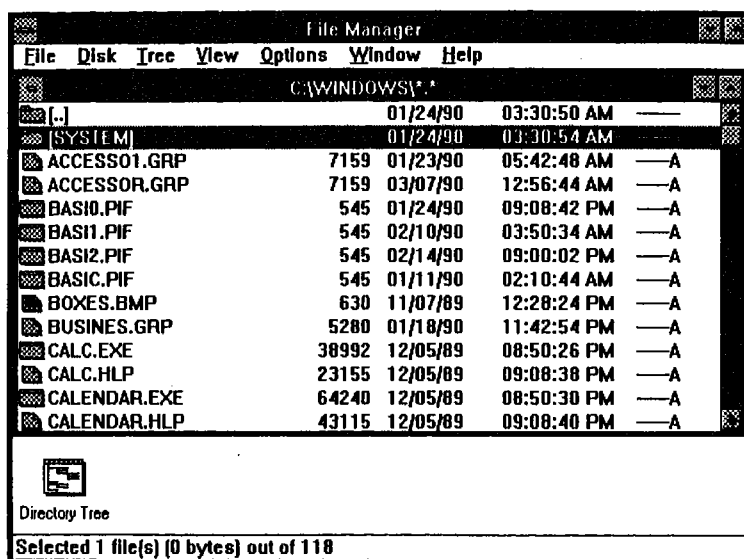 File Manager
File Disk Tree View Options Window Help
C:\WINDOWS\*.*
[..] 01/24/90 03:30:50 AM ----
[SYSTEM] 01/24/90 03:30:54 AM
ACCESSO1.GRP 7159 01/23/90 05:42:48 AM ----A
ACCESSOR.GRP 7159 03/07/90 12:56:44 AM ----A
BASI0.PIF 545 01/24/90 09:08:42 PM ----A
BASI1.PIF 545 02/10/90 03:50:34 AM ----A
BASI2.PIF 545 02/14/90 09:00:02 PM ----A
BASIC.PIF 545 01/11/90 02:10:44 AM ----A
BOXES.BMP 630 11/07/89 12:28:24 PM ----A
BUSINES.GRP 5280 01/18/90 11:42:54 PM ----A
CALC.EXE 38992 12/05/89 08:50:26 PM ----A
CALC.HLP 23155 12/05/89 09:08:38 PM ----A
CALENDAR.EXE 64240 12/05/89 08:50:30 PM ----A
CALENDAR.HLP 43115 12/05/89 09:08:40 PM ----A
Directory Tree
Selected 1 file(s) (0 bytes) out of 118